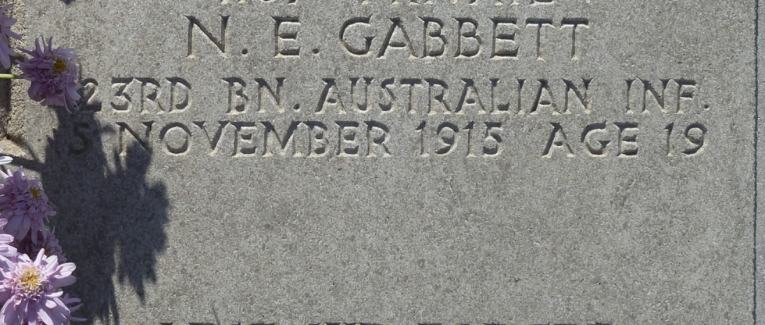 N. E. GABBETT
23RD BN. AUSTRALIAN INF.
5 NOVEMBER 1915 AGE 19